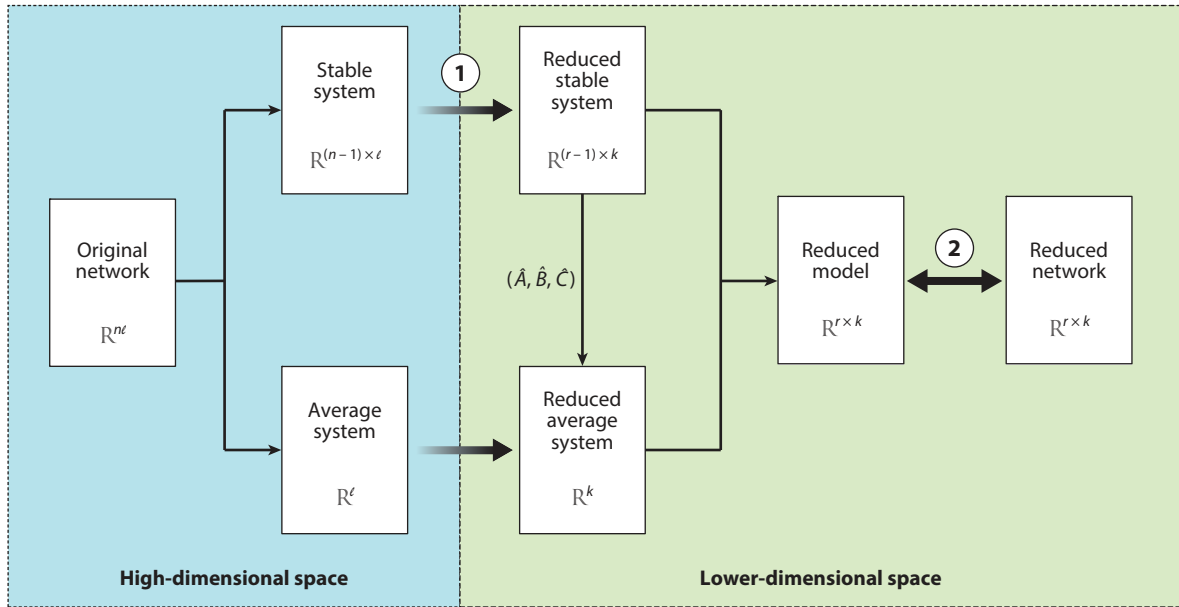 Stable
system
ℝ^{(n – 1) × ℓ}
1
Reduced
stable
system
ℝ^{(r – 1) × k}
Original
network
ℝ^{nℓ}
(Â, B̂, Ĉ)
Reduced
model
ℝ^{r × k}
2
Reduced
network
ℝ^{r × k}
Average
system
ℝ^ℓ
Reduced
average
system
ℝ^k
High-dimensional space
Lower-dimensional space